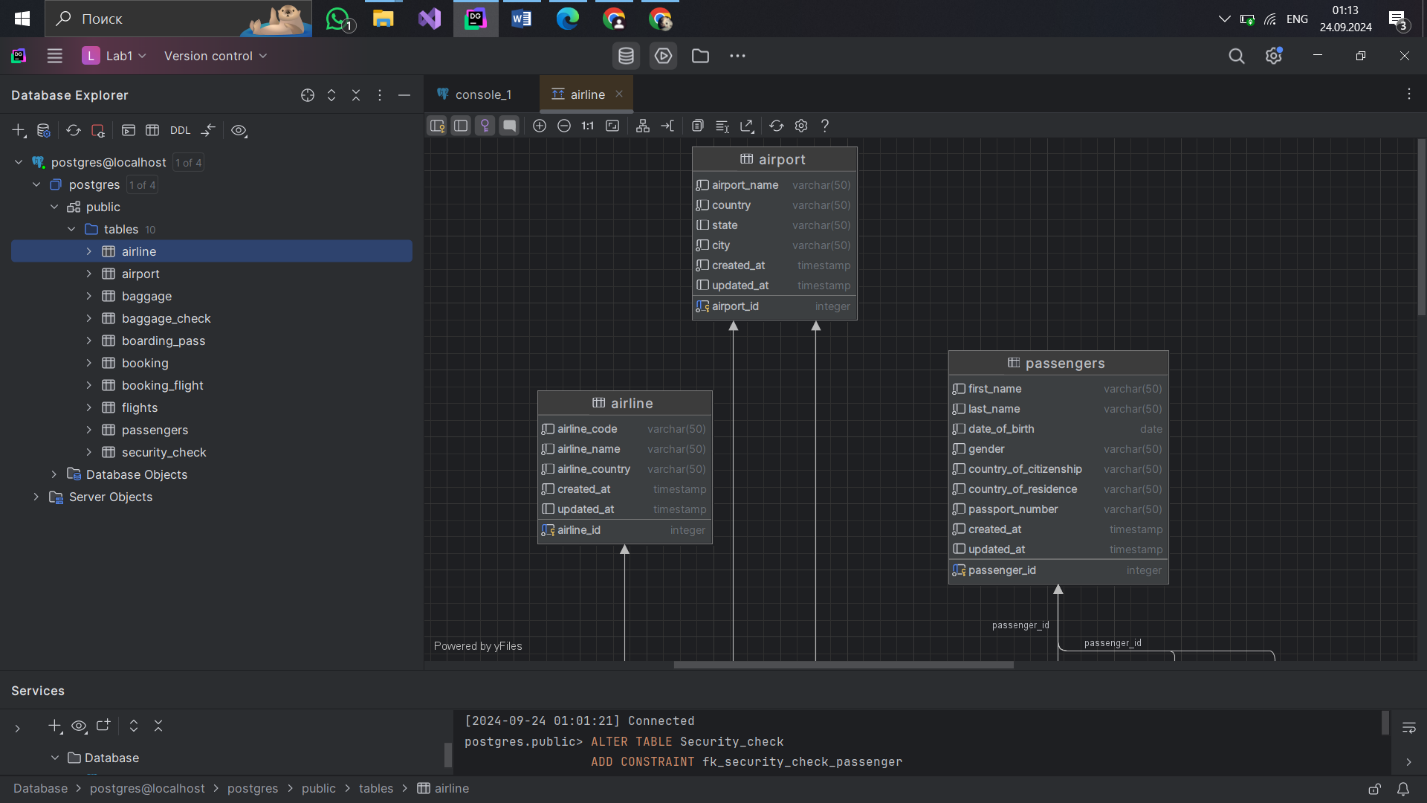 Поиск
1
ENG
01:13
24.09.2024
3
DG
L Lab1
Version control
Database Explorer
DDL
postgres@localhost 1 of 4
postgres 1 of 4
public
tables 10
airline
airport
baggage
baggage_check
boarding_pass
booking
booking_flight
flights
passengers
security_check
Database Objects
Server Objects
console_1
airline
1:1
airport
airport_name varchar(50)
country varchar(50)
state varchar(50)
city varchar(50)
created_at timestamp
updated_at timestamp
airport_id integer
airline
airline_code varchar(50)
airline_name varchar(50)
airline_country varchar(50)
created_at timestamp
updated_at timestamp
airline_id integer
passengers
first_name varchar(50)
last_name varchar(50)
date_of_birth date
gender varchar(50)
country_of_citizenship varchar(50)
country_of_residence varchar(50)
passport_number varchar(50)
created_at timestamp
updated_at timestamp
passenger_id integer
passenger_id
passenger_id
Powered by yFiles
Services
Database
[2024-09-24 01:01:21] Connected
postgres.public> ALTER TABLE Security_check
ADD CONSTRAINT fk_security_check_passenger
Database > postgres@localhost > postgres > public > tables > airline